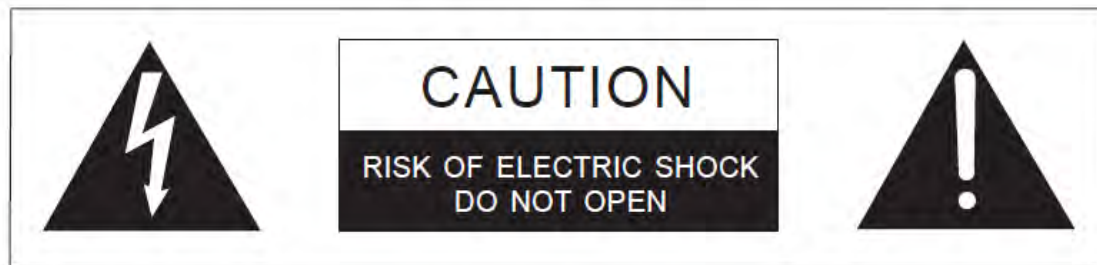 CAUTION
RISK OF ELECTRIC SHOCK
DO NOT OPEN